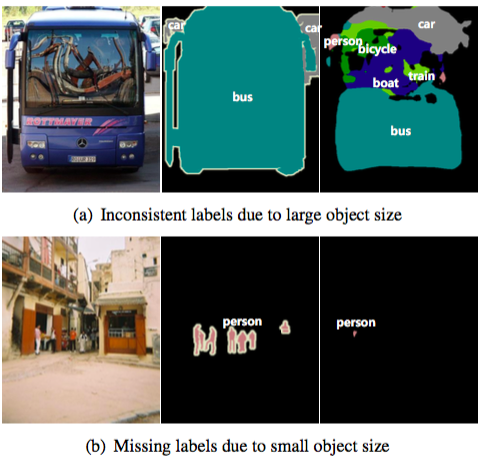 car
car
bus
ROTTMAYER
person
bicycle
car
boat
train
bus
(a) Inconsistent labels due to large object size
person
person
(b) Missing labels due to small object size